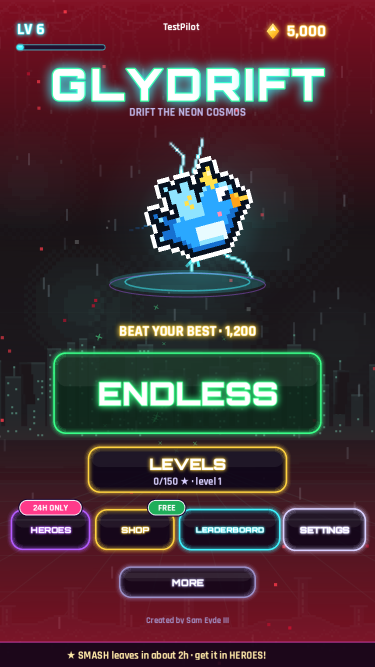 LV 6
TestPilot
5,000
GLYDRIFT
DRIFT THE NEON COSMOS
BEAT YOUR BEST · 1,200
ENDLESS
LEVELS
0/150 ★ · level 1
24H ONLY
FREE
HEROES
SHOP
LEADERBOARD
SETTINGS
MORE
Created by Sam Eyde III
★ SMASH leaves in about 2h · get it in HEROES!